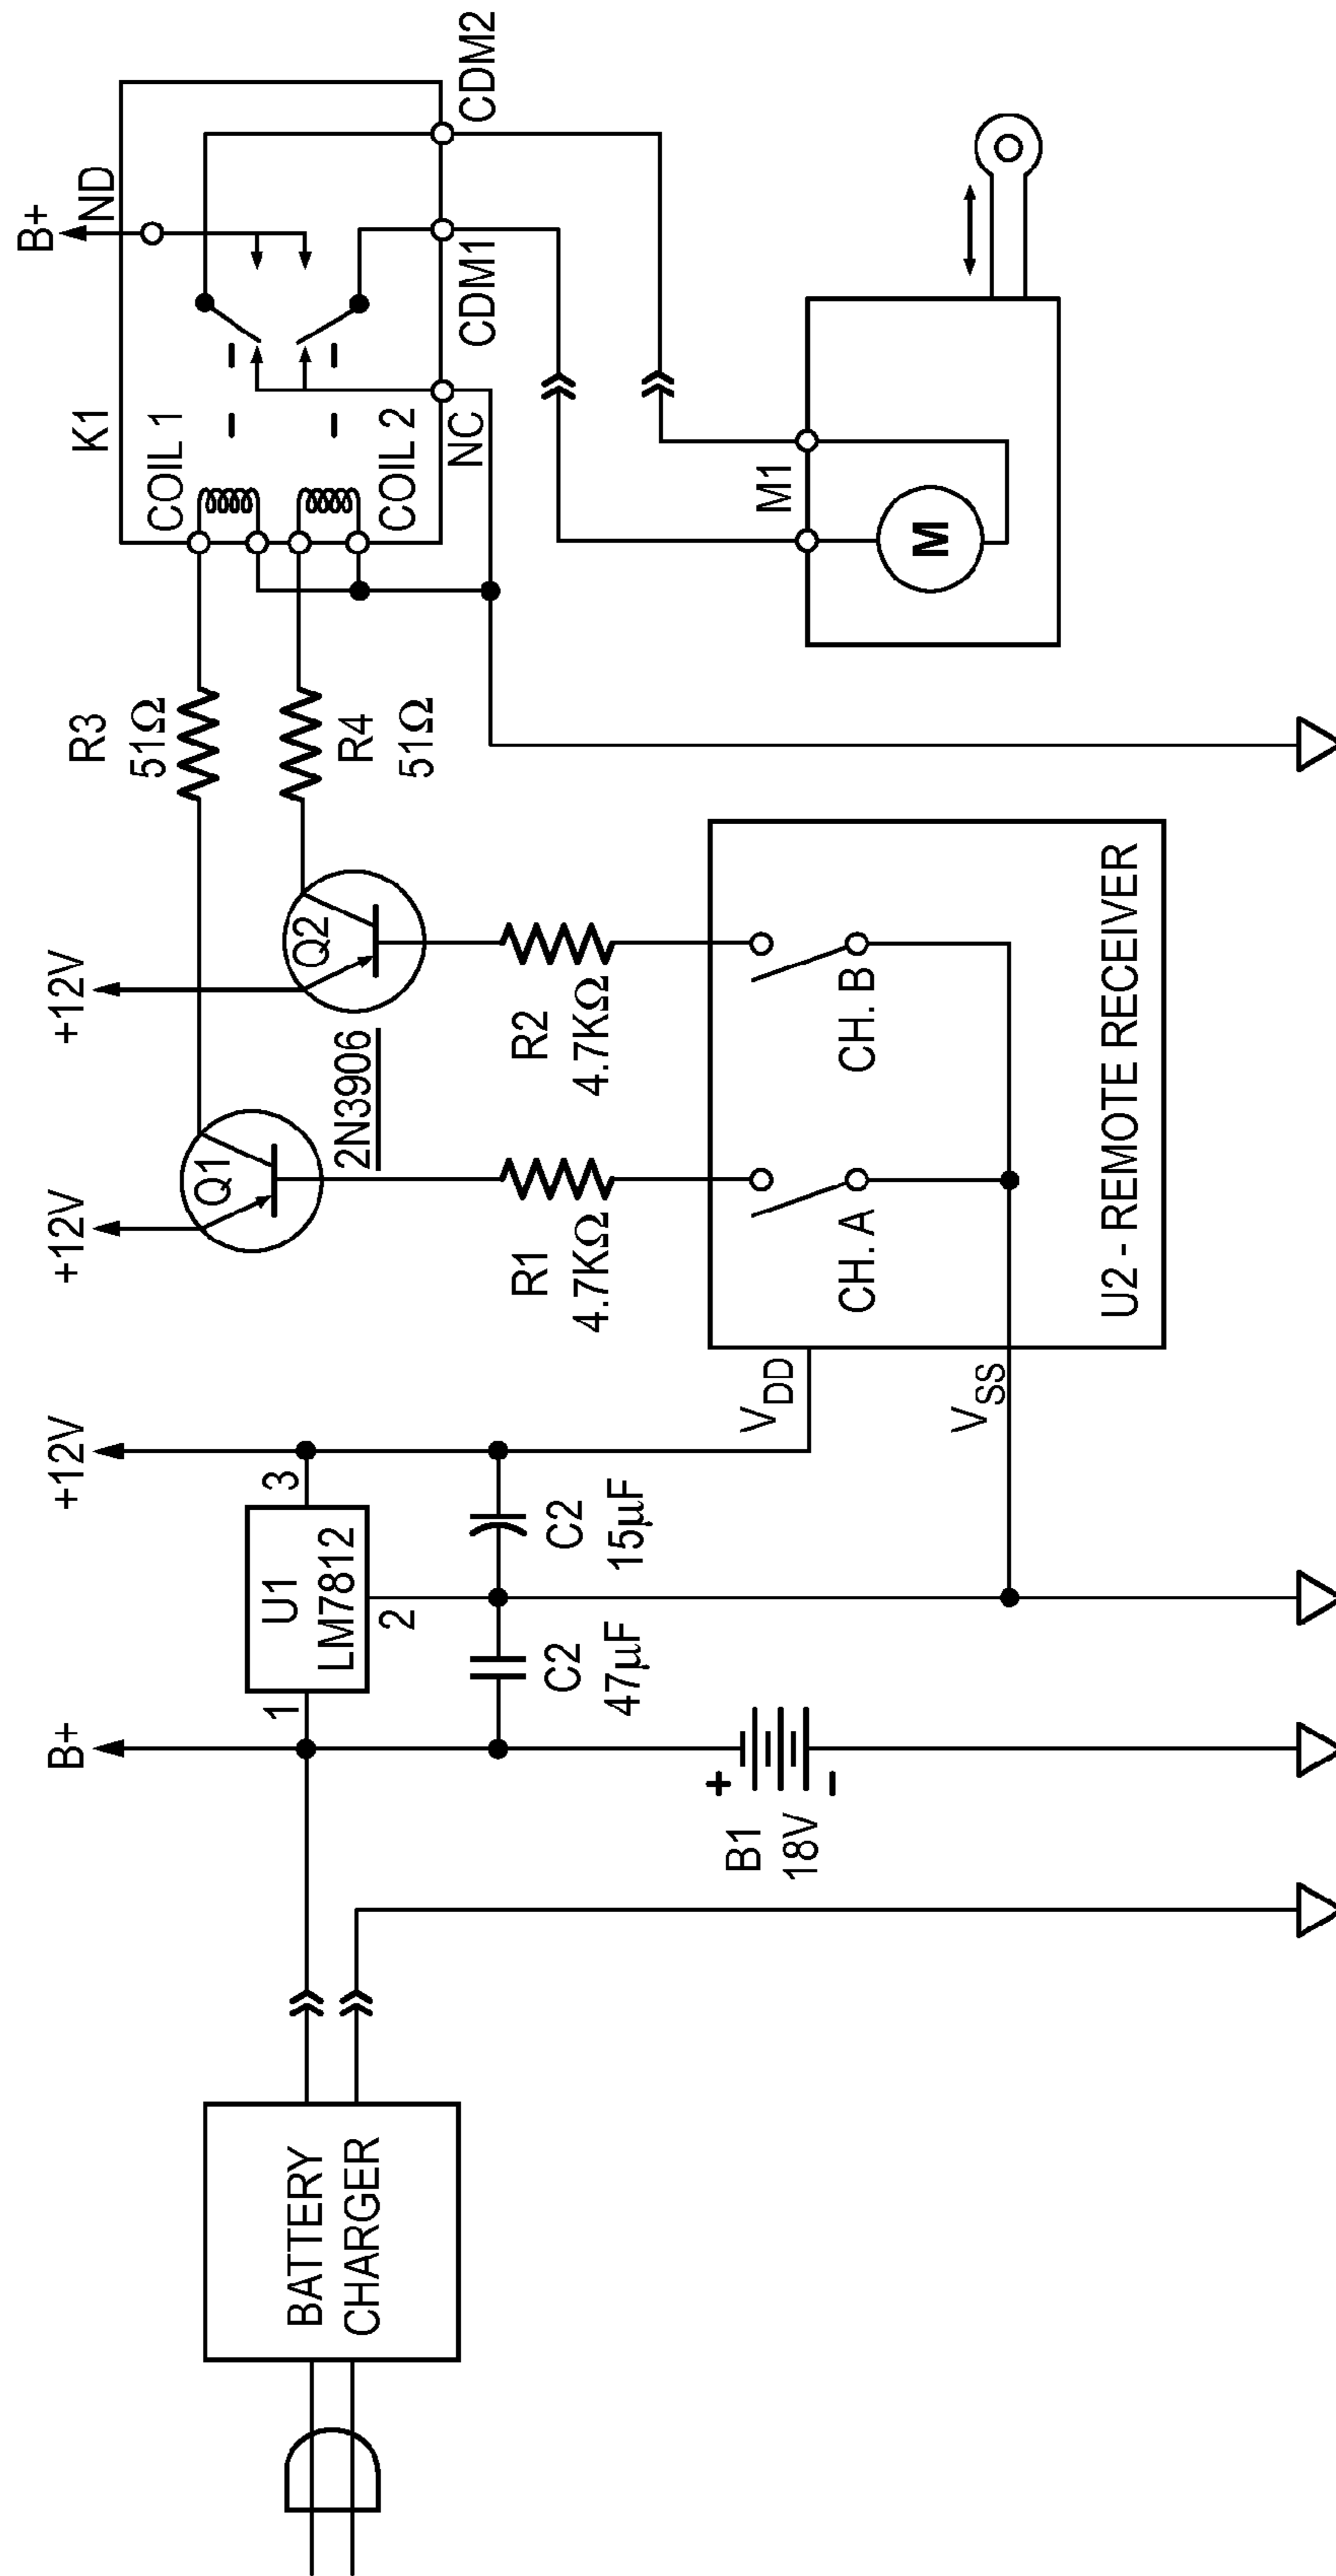 BATTERY
CHARGER
B+
B1
18V
+
-
1
U1
LM7812
2
3
C2
47µF
C2
15µF
+12V
V_DD
V_SS
+12V
Q1
2N3906
R1
4.7KΩ
CH. A
+12V
Q2
R2
4.7KΩ
CH. B
U2 - REMOTE RECEIVER
R3
51Ω
R4
51Ω
K1
COIL 1
COIL 2
NC
B+
ND
CDM1
CDM2
M1
M